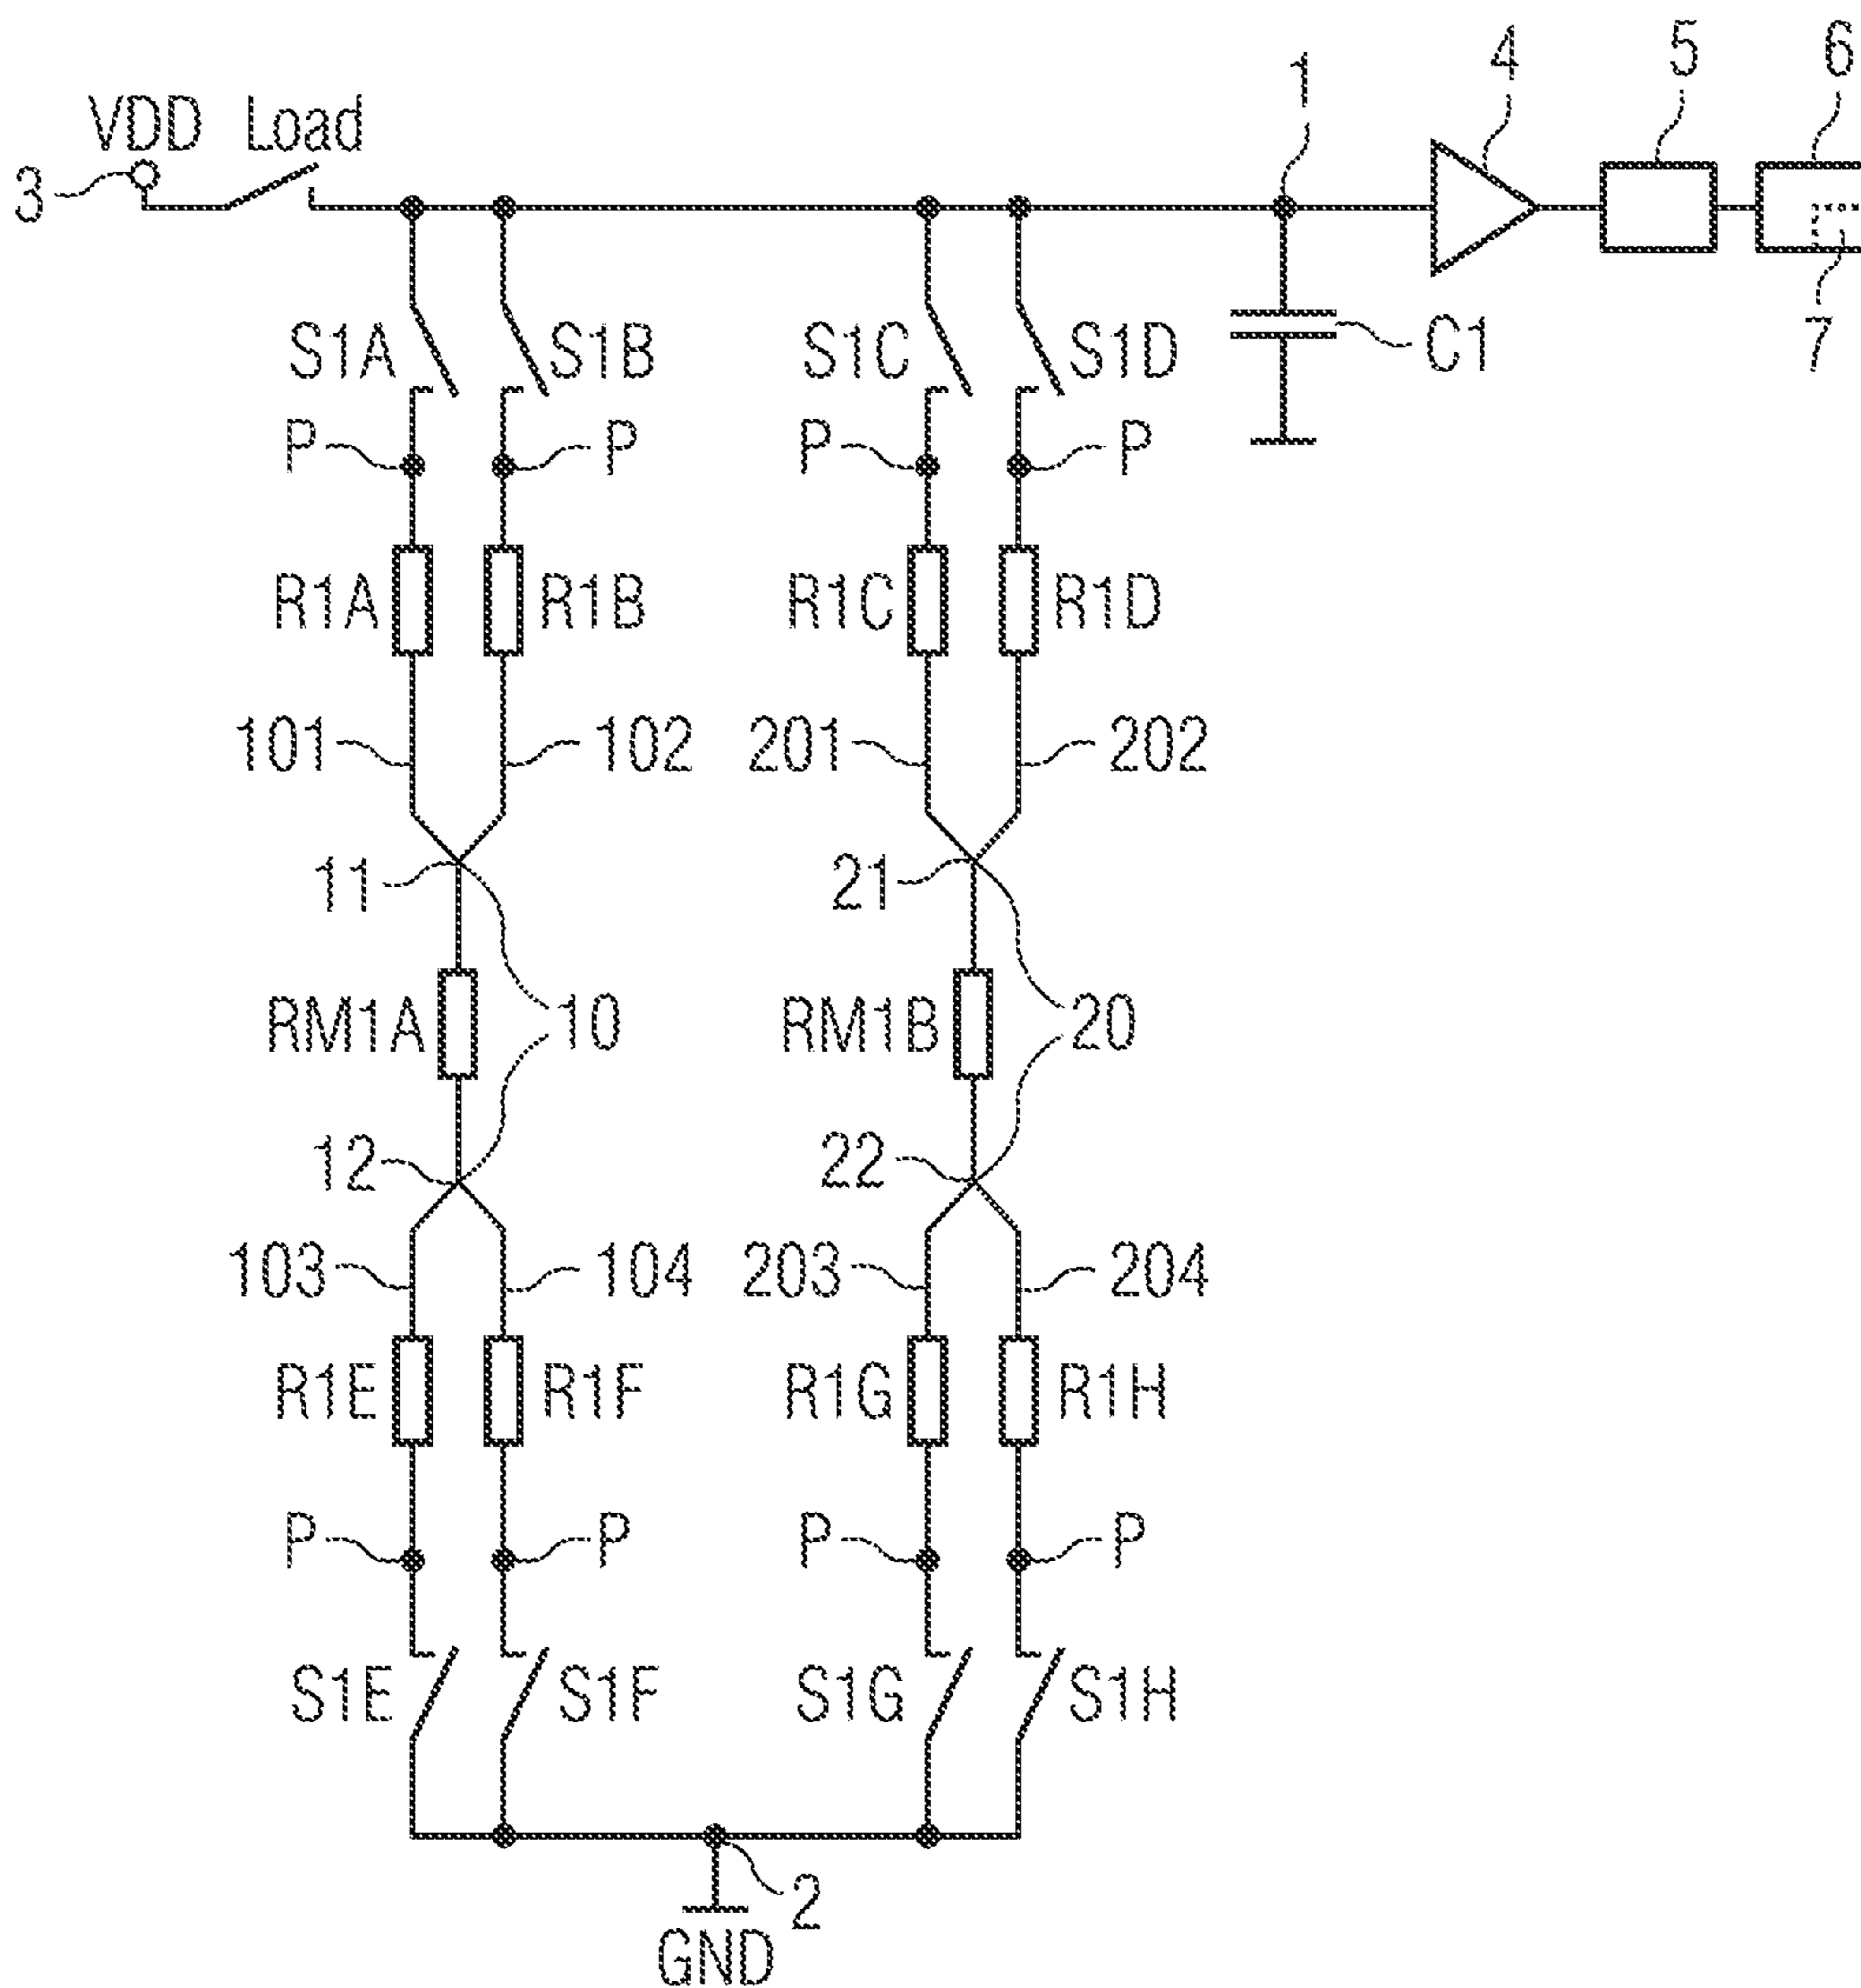 1 4 5 6
VDD Load
3
7
S1A S1B S1C S1D C1
P P P P
R1A R1B R1C R1D
101 102 201 202
11 21
RM1A 10 RM1B 20
12 22
103 104 203 204
R1E R1F R1G R1H
P P P P
S1E S1F S1G S1H
2
GND